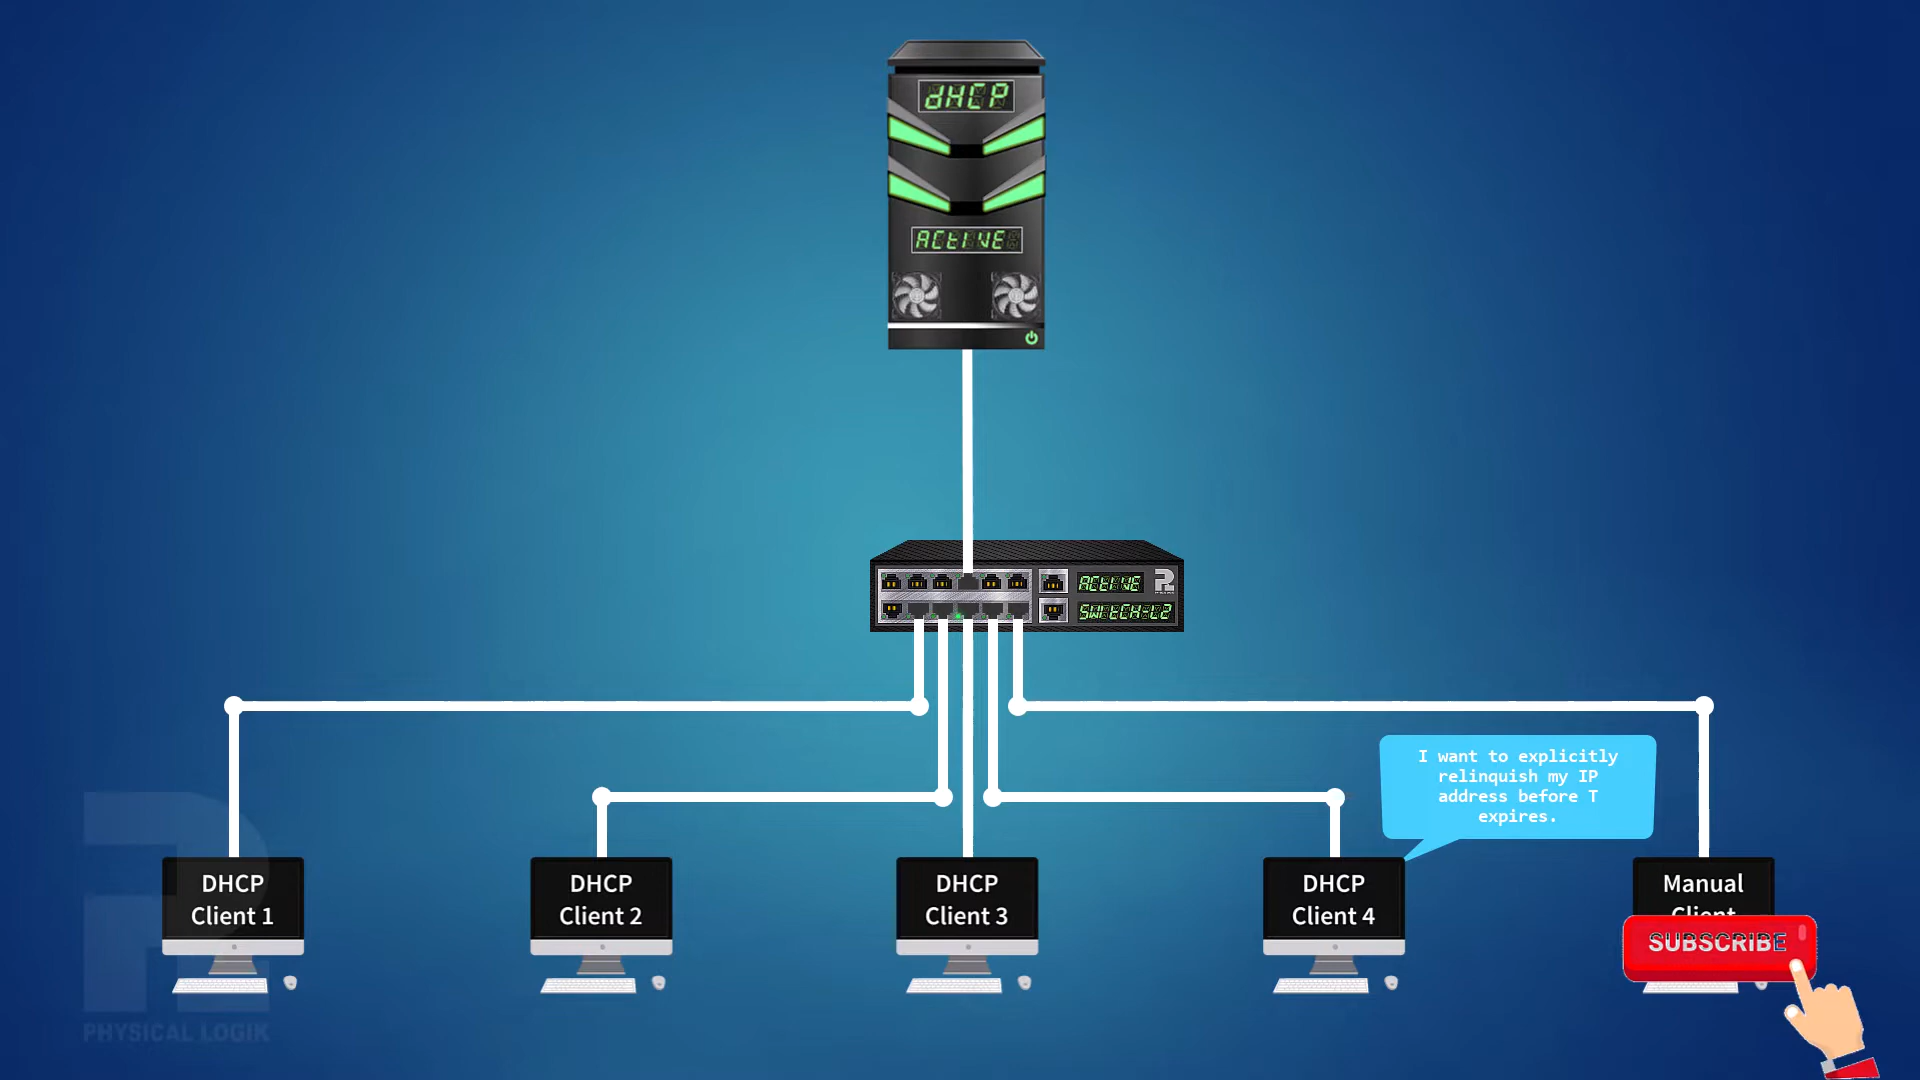 dHCP
ACtIVE
ACtIVE
SWItCH-L2
I want to explicitly
relinquish my IP
address before T
expires.
DHCP
Client 1
DHCP
Client 2
DHCP
Client 3
DHCP
Client 4
Manual
Client
SUBSCRIBE
PHYSICAL LOGIK